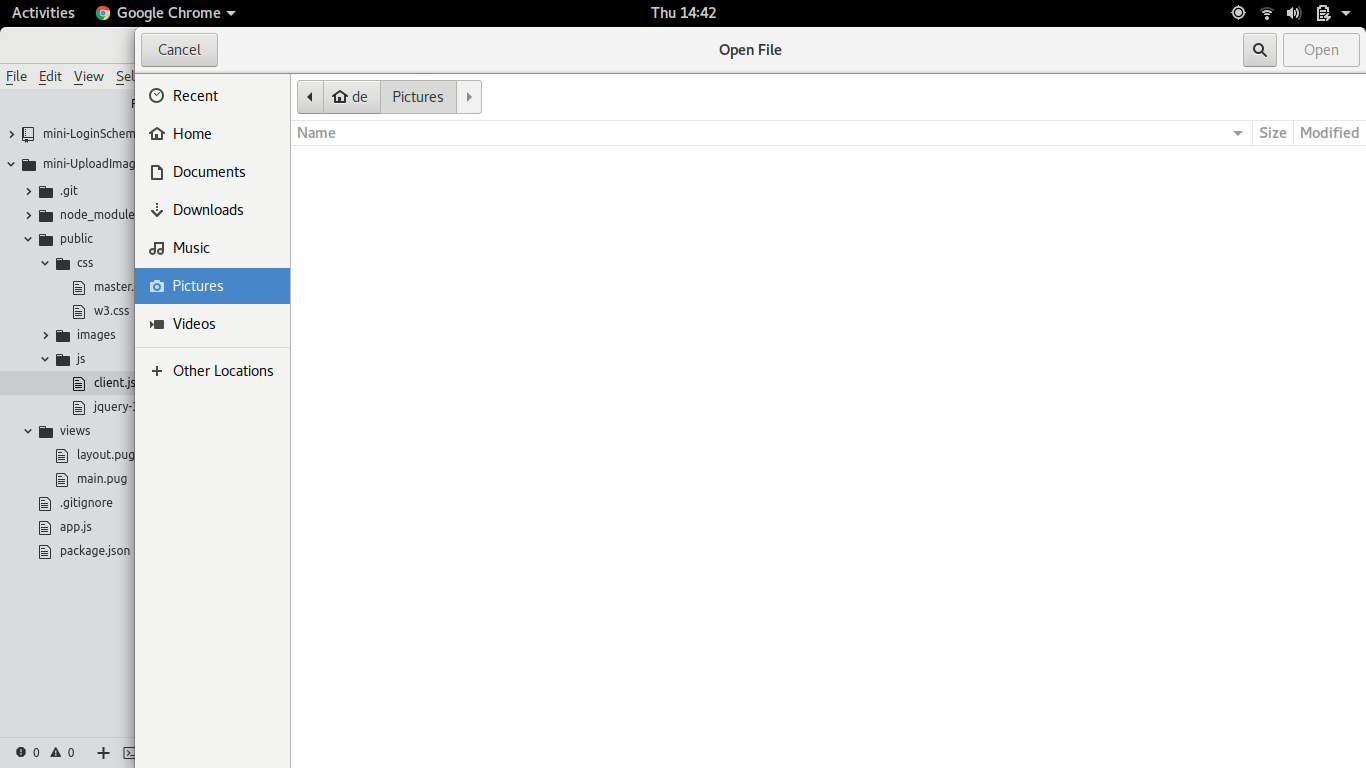 Activities Google Chrome Thu 14:42
Cancel Open File Open
File Edit View Sel
mini-LoginSchem
mini-UploadImag
.git
node_module
public
css
master.
w3.css
images
js
client.js
jquery-3
views
layout.pug
main.pug
.gitignore
app.js
package.json
0 0
Recent
Home
Documents
Downloads
Music
Pictures
Videos
Other Locations
de Pictures
Name Size Modified